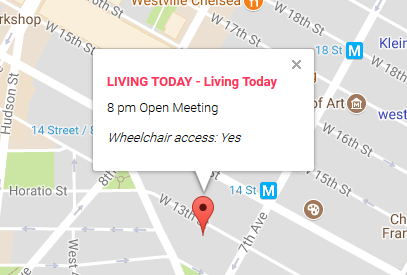 Westville Chelsea
rkshop
W 18th St
W 17th St
W 15th St
M
Klein
Hudson St
LIVING TODAY - Living Today
8 pm Open Meeting
Wheelchair access: Yes
of Art
west
W 16th St
14 Street / 8
W 15th St
Horatio St
8th
14 St
M
W 13th St
7th Ave
West
Ch
Fran